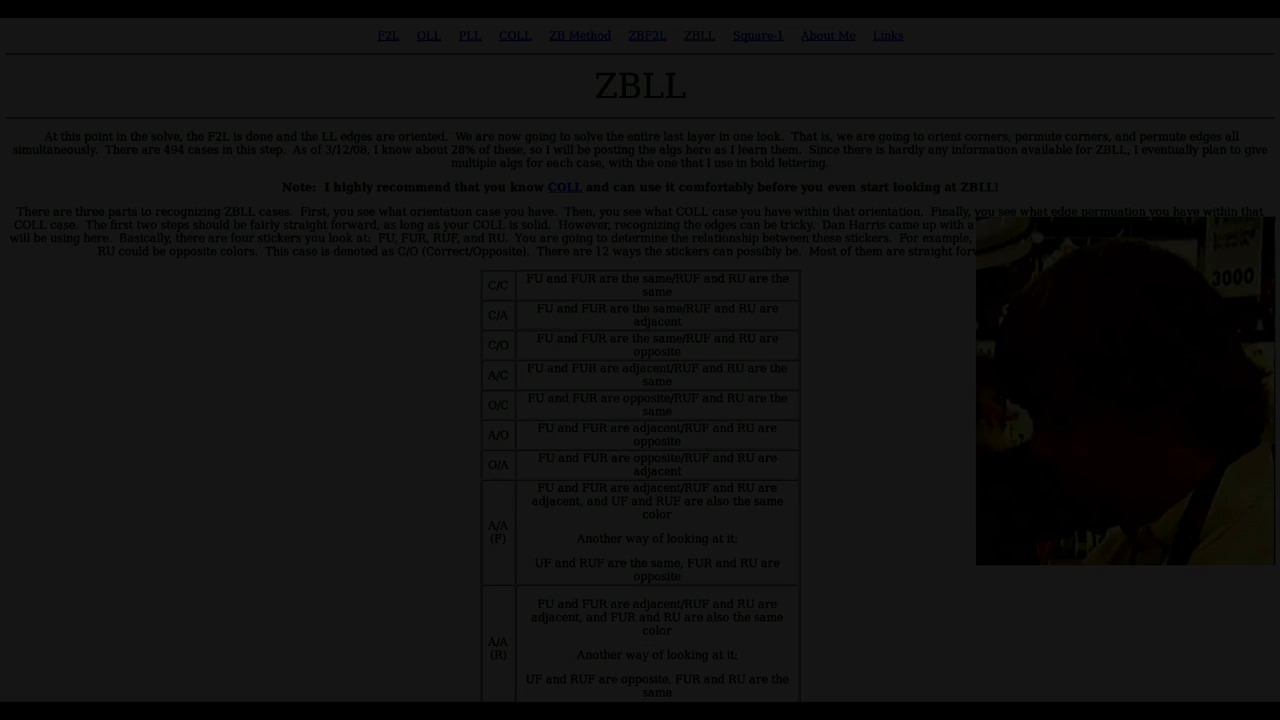 F2L OLL PLL COLL ZB Method ZBF2L ZBLL Square-1 About Me Links
ZBLL
At this point in the solve, the F2L is done and the LL edges are oriented. We are now going to solve the entire last layer in one look. That is, we are going to orient corners, permute corners, and permute edges all
simultaneously. There are 494 cases in this step. As of 3/12/08, I know about 28% of these, so I will be posting the algs here as I learn them. Since there is hardly any information available for ZBLL, I eventually plan to give
multiple algs for each case, with the one that I use in bold lettering.
Note: I highly recommend that you know COLL and can use it comfortably before you even start looking at ZBLL!
There are three parts to recognizing ZBLL cases. First, you see what orientation case you have. Then, you see what COLL case you have within that orientation. Finally, you see what edge permuation you have within that
COLL case. The first two steps should be fairly straight forward, as long as your COLL is solid. However, recognizing the edges can be tricky. Dan Harris came up with a
will be using here. Basically, there are four stickers you look at: FU, FUR, RUF, and RU. You are going to determine the relationship between these stickers. For example,
RU could be opposite colors. This case is denoted as C/O (Correct/Opposite). There are 12 ways the stickers can possibly be. Most of them are straight forw
3000
C/C FU and FUR are the same/RUF and RU are the
same
C/A FU and FUR are the same/RUF and RU are
adjacent
C/O FU and FUR are the same/RUF and RU are
opposite
A/C FU and FUR are adjacent/RUF and RU are the
same
O/C FU and FUR are opposite/RUF and RU are the
same
A/O FU and FUR are adjacent/RUF and RU are
opposite
O/A FU and FUR are opposite/RUF and RU are
adjacent
A/A
(F)
FU and FUR are adjacent/RUF and RU are
adjacent, and UF and RUF are also the same
color
Another way of looking at it:
UF and RUF are the same, FUR and RU are
opposite
A/A
(R)
FU and FUR are adjacent/RUF and RU are
adjacent, and FUR and RU are also the same
color
Another way of looking at it:
UF and RUF are opposite, FUR and RU are the
same